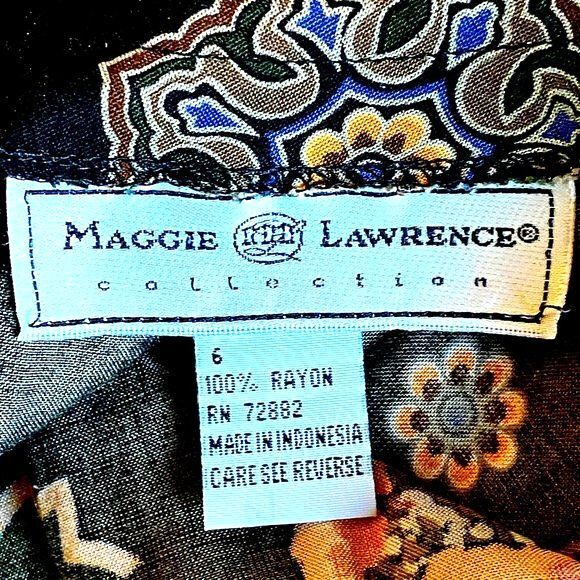 MAGGIE LAWRENCE®
collection
6
100% RAYON
RN 72882
MADE IN INDONESIA
CARE SEE REVERSE